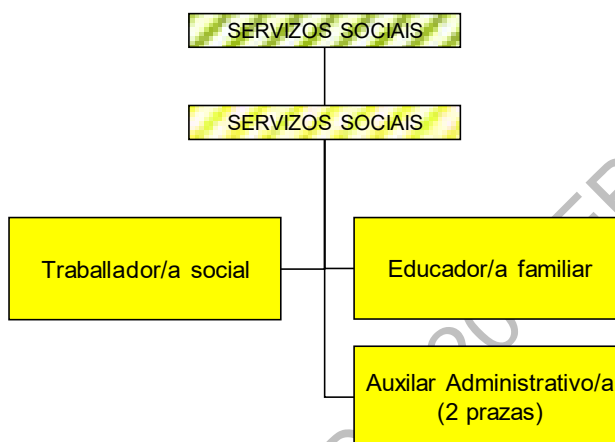 SERVIZOS SOCIAIS
SERVIZOS SOCIAIS
Traballador/a social
Educador/a familiar
Auxilar Administrativo/a
(2 prazas)